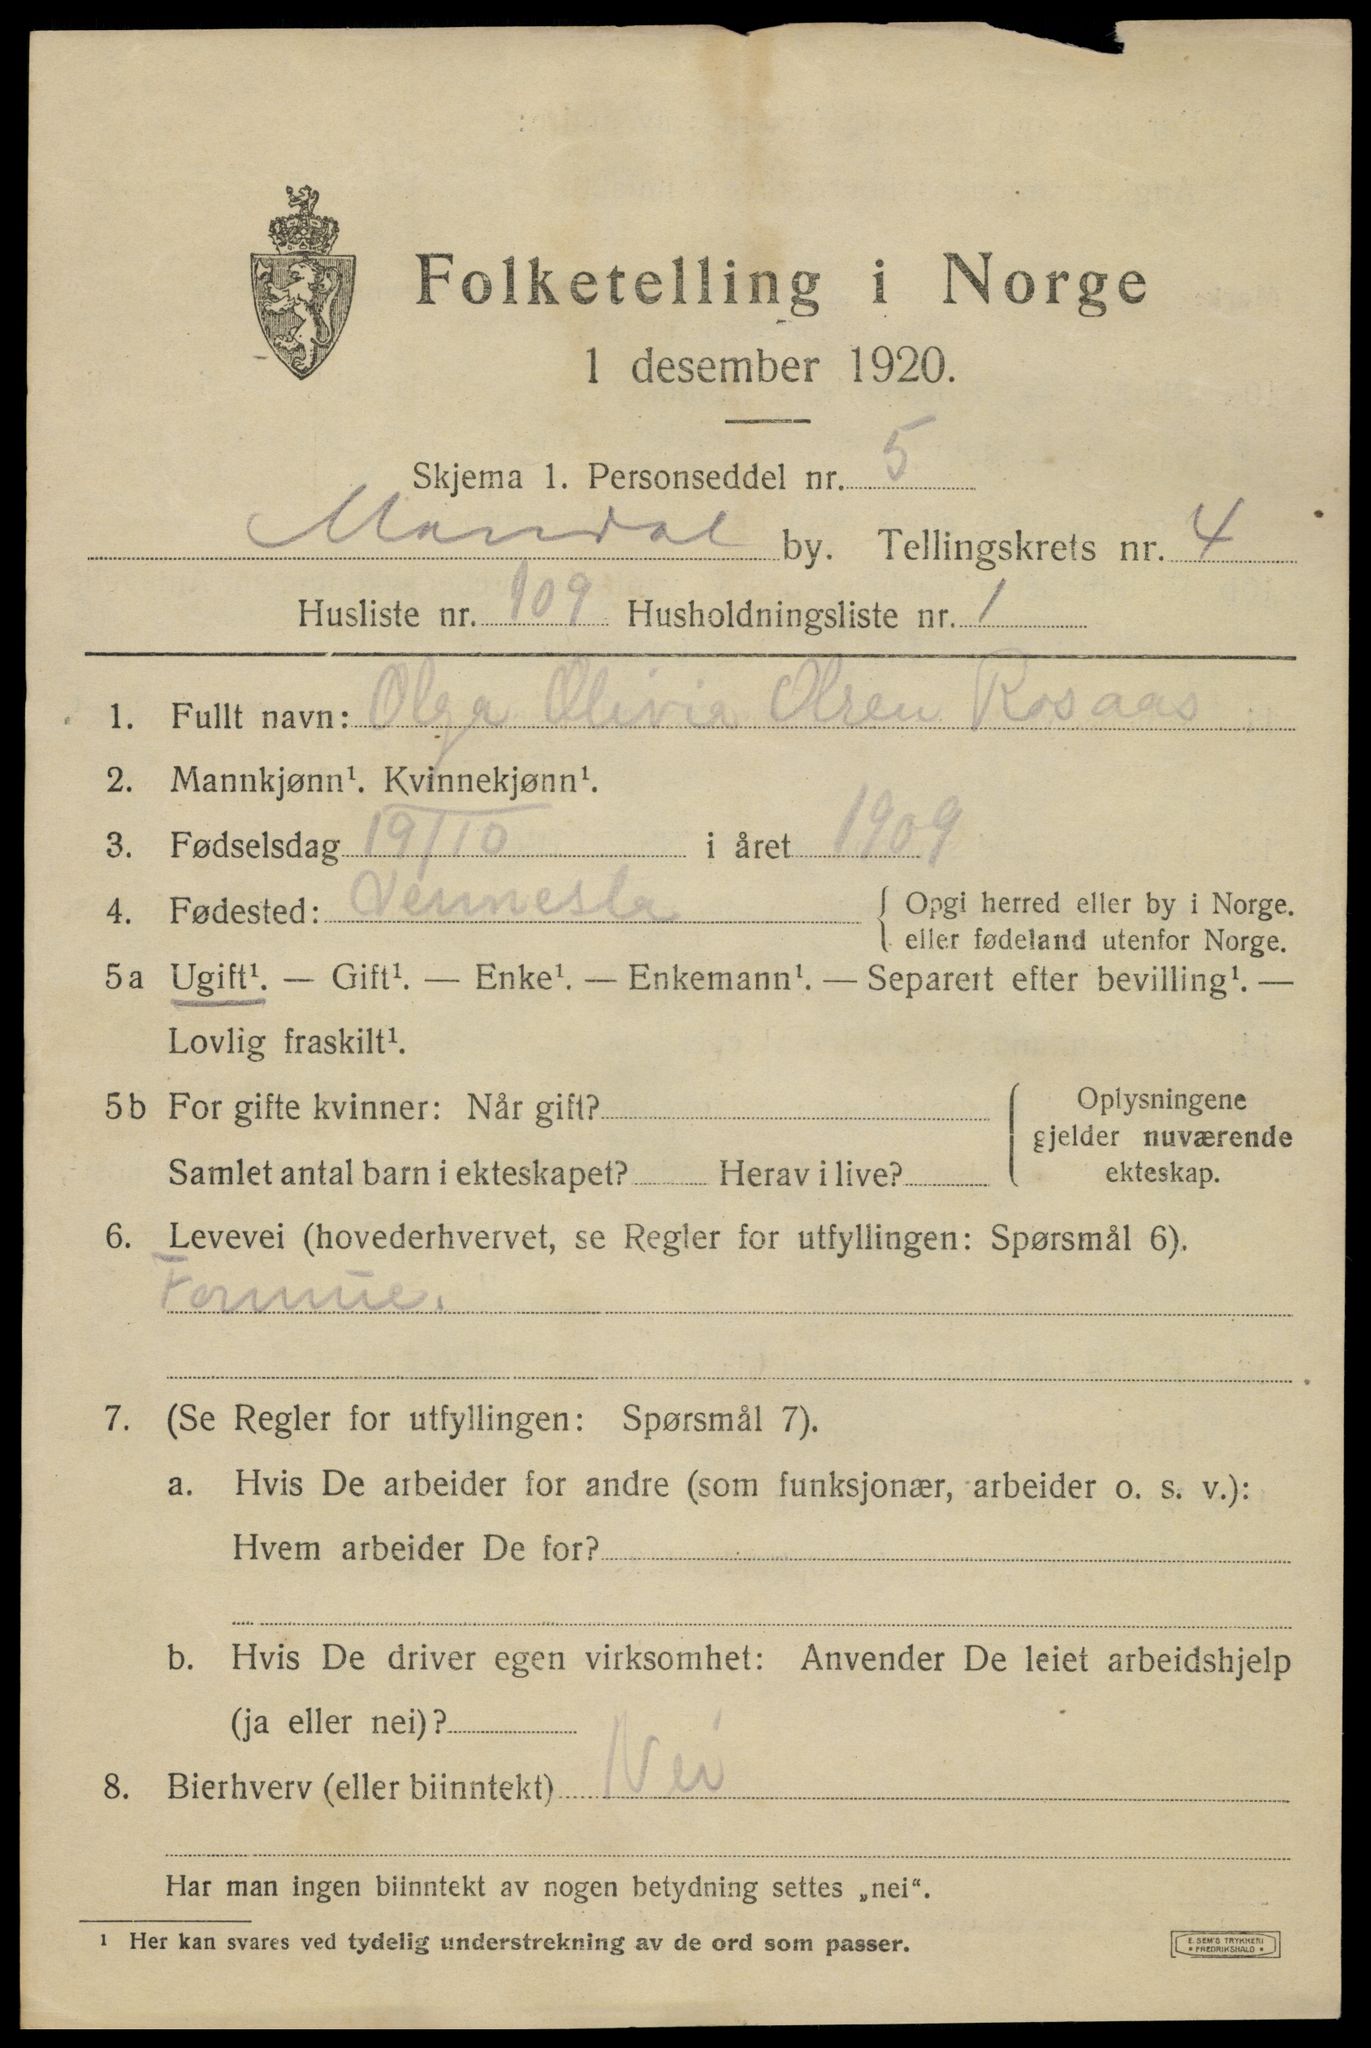 Folketelling i Norge
1 desember 1920.
Skjema 1. Personseddel nr. 5
Mandal by. Tellingskrets nr. 4
Husliste nr. 109 Husholdningsliste nr. 1
1. Fullt navn: Olga Olivia Olsen Rosaas
2. Mannkjønn¹. Kvinnekjønn¹.
3. Fødselsdag 19/10 i året 1909
4. Fødested: Vennesla { Opgi herred eller by i Norge.
eller fødeland utenfor Norge.
5a Ugift¹. — Gift¹. — Enke¹. — Enkemann¹. — Separert efter bevilling¹. —
Lovlig fraskilt¹.
5b For gifte kvinner: Når gift?
Samlet antal barn i ekteskapet? Herav i live?
Oplysningene
gjelder nuværende
ekteskap.
6. Levevei (hovederhvervet, se Regler for utfyllingen: Spørsmål 6).
Formue.
7. (Se Regler for utfyllingen: Spørsmål 7).
a. Hvis De arbeider for andre (som funksjonær, arbeider o. s. v.):
Hvem arbeider De for?
b. Hvis De driver egen virksomhet: Anvender De leiet arbeidshjelp
(ja eller nei)?
8. Bierhverv (eller biinntekt) Nei
Har man ingen biinntekt av nogen betydning settes „nei“.
¹ Her kan svares ved tydelig understrekning av de ord som passer.
E. SEM'S TRYKKERI
• FREDRIKSHALD •